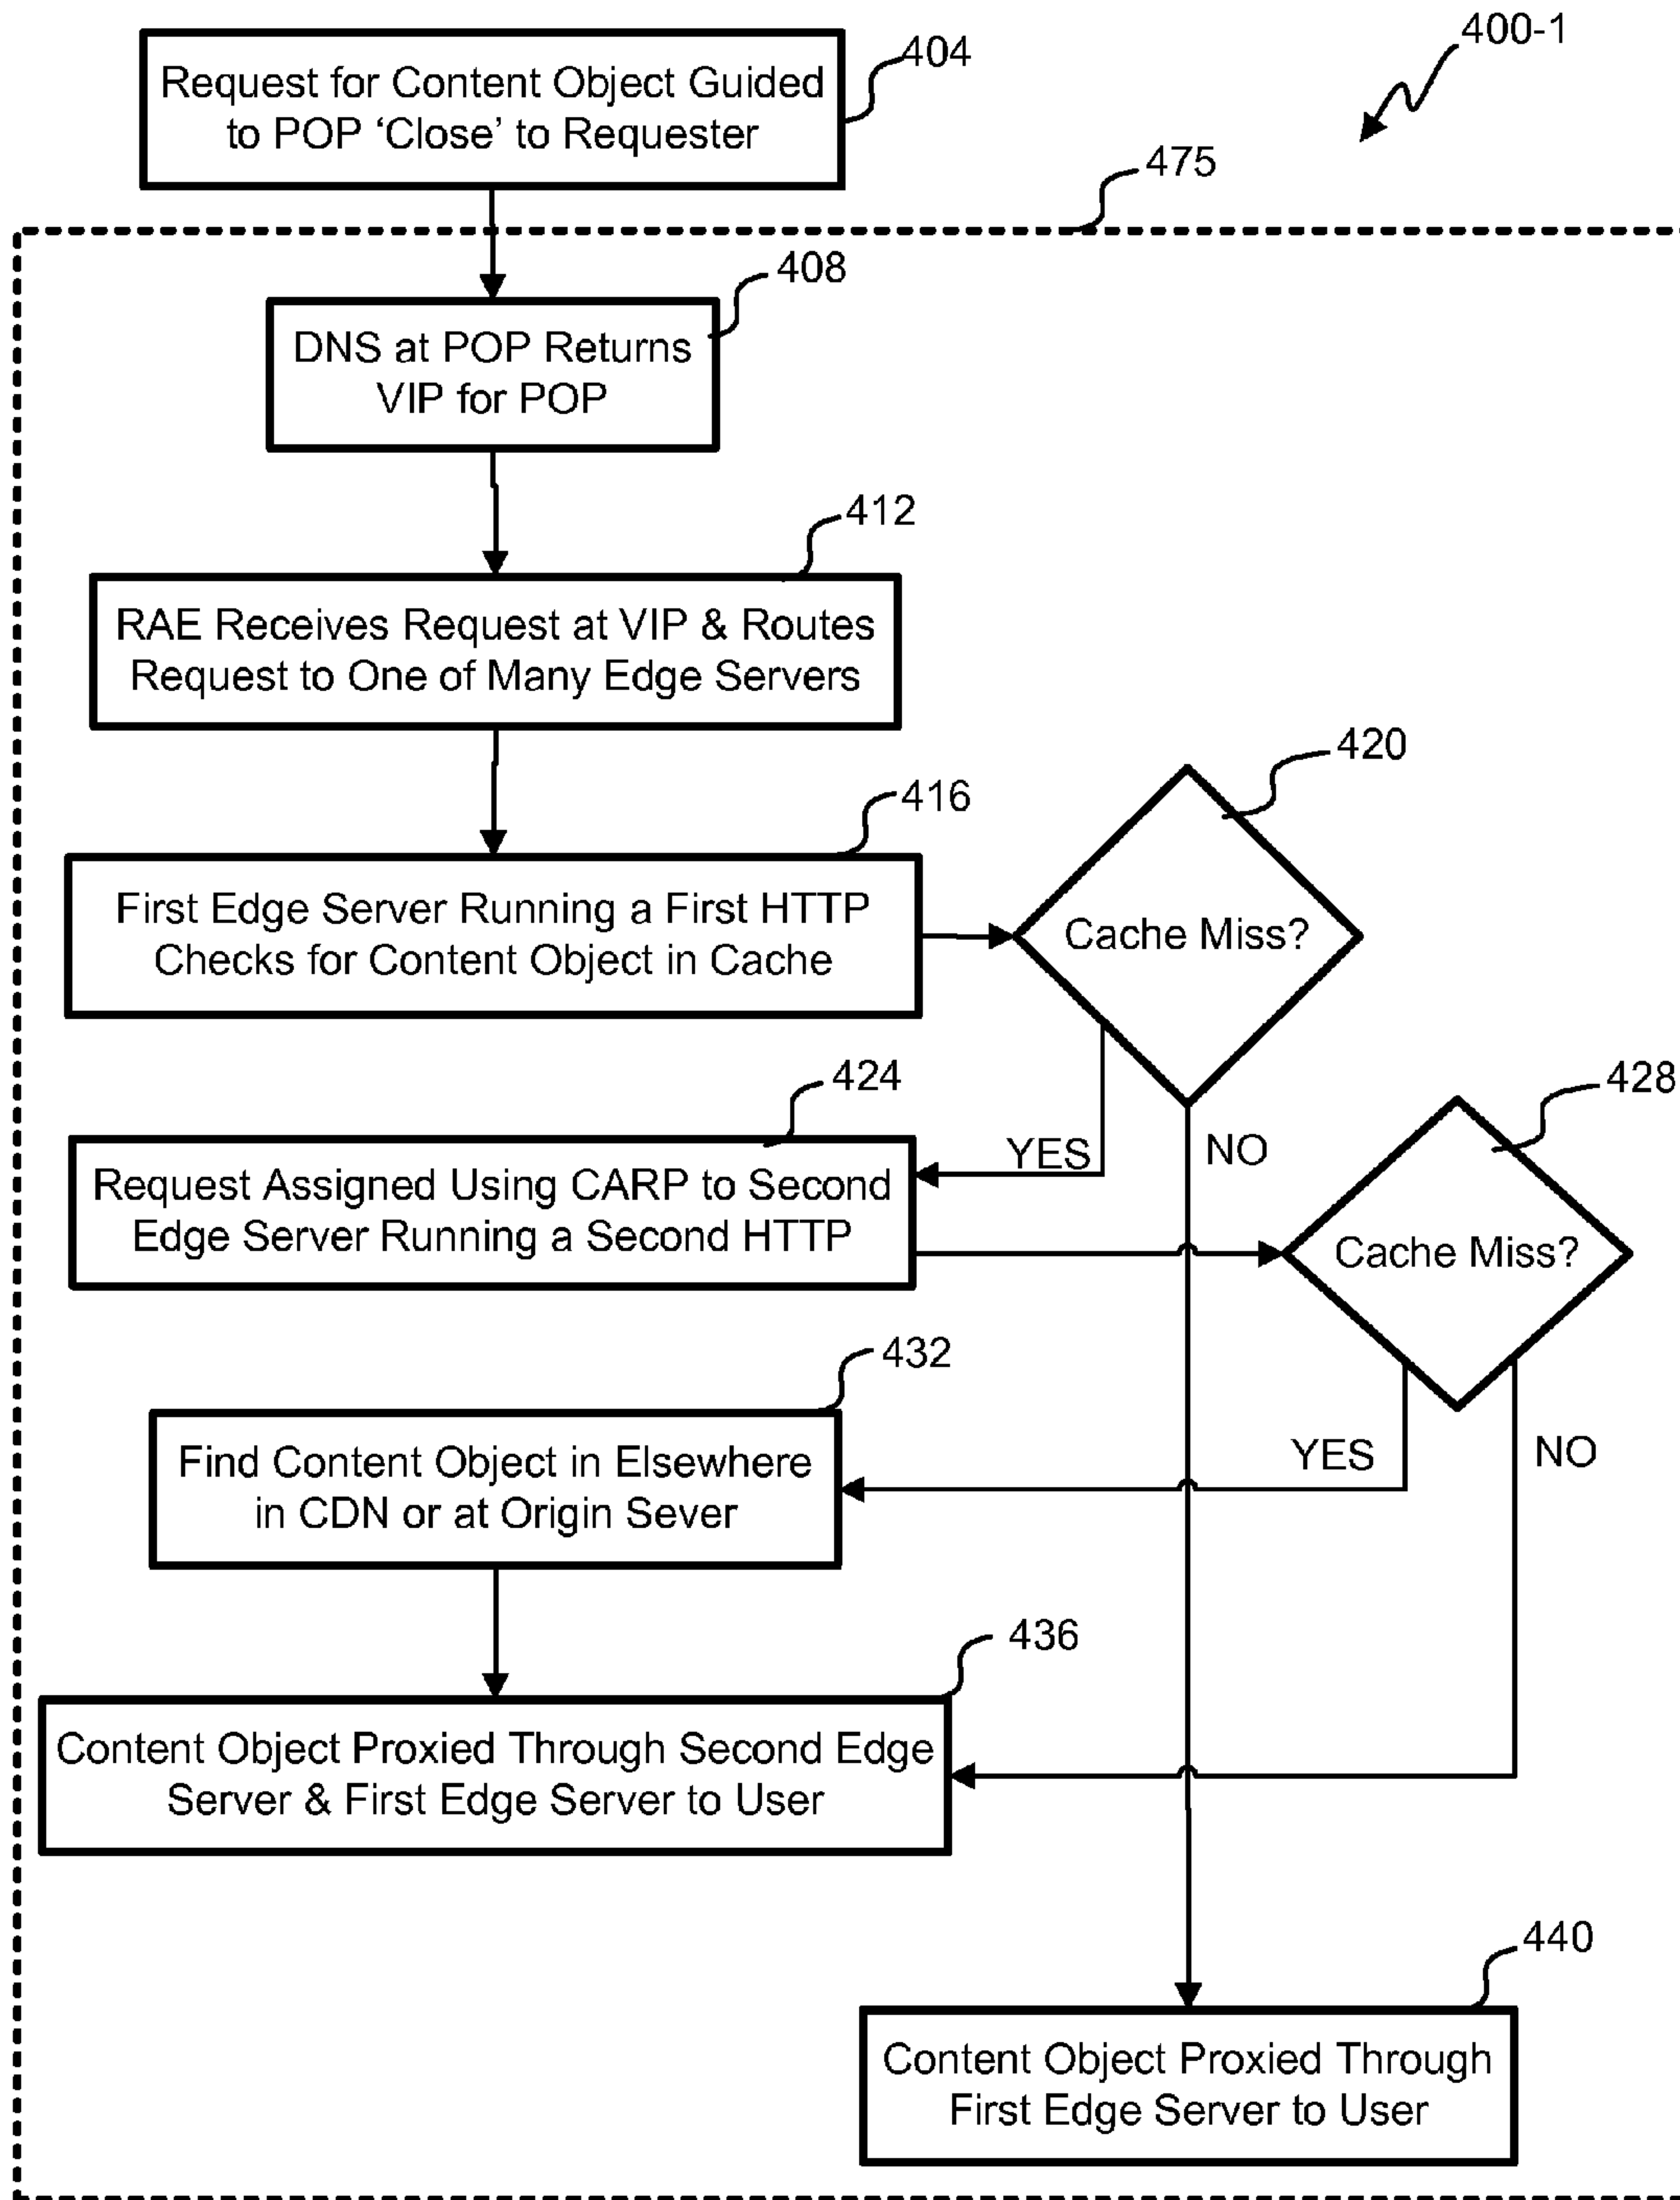 400-1
404
Request for Content Object Guided
to POP ‘Close’ to Requester
475
408
DNS at POP Returns
VIP for POP
412
RAE Receives Request at VIP & Routes
Request to One of Many Edge Servers
416
First Edge Server Running a First HTTP
Checks for Content Object in Cache
420
Cache Miss?
YES
NO
424
Request Assigned Using CARP to Second
Edge Server Running a Second HTTP
428
Cache Miss?
YES
NO
432
Find Content Object in Elsewhere
in CDN or at Origin Sever
436
Content Object Proxied Through Second Edge
Server & First Edge Server to User
440
Content Object Proxied Through
First Edge Server to User